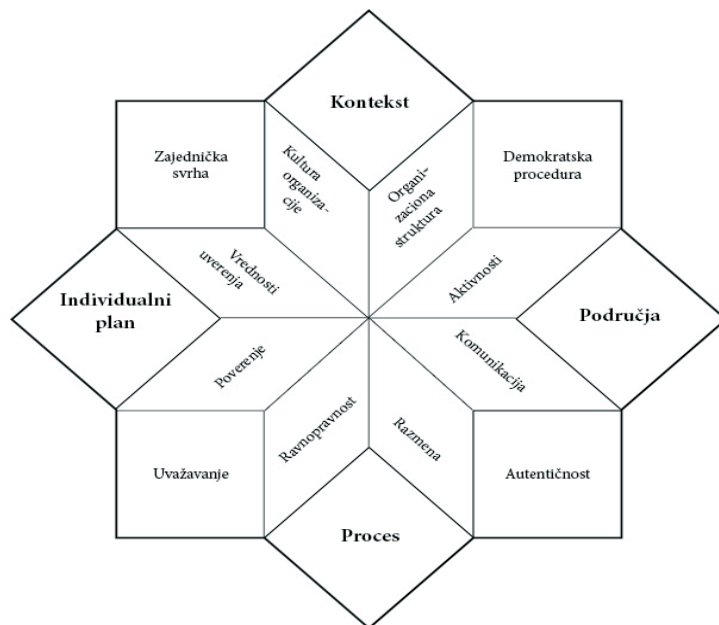 Kontekst
Zajednička
svrha
Kultura
organiza-
cije
Organi-
zaciona
struktura
Demokratska
procedura
Vrednosti
uverenja
Aktivnosti
Individualni
plan
Područja
Poverenje
Komunikacija
Uvažavanje
Ravnopravnost
Razmena
Autentičnost
Proces